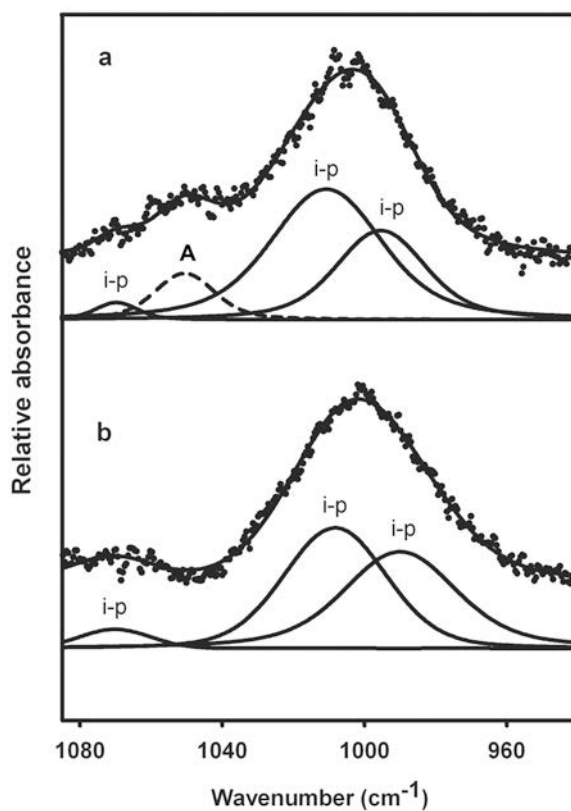 a
i-p
i-p
A
i-p
b
i-p
i-p
i-p
Relative absorbance
1080 1040 1000 960
Wavenumber (cm⁻¹)